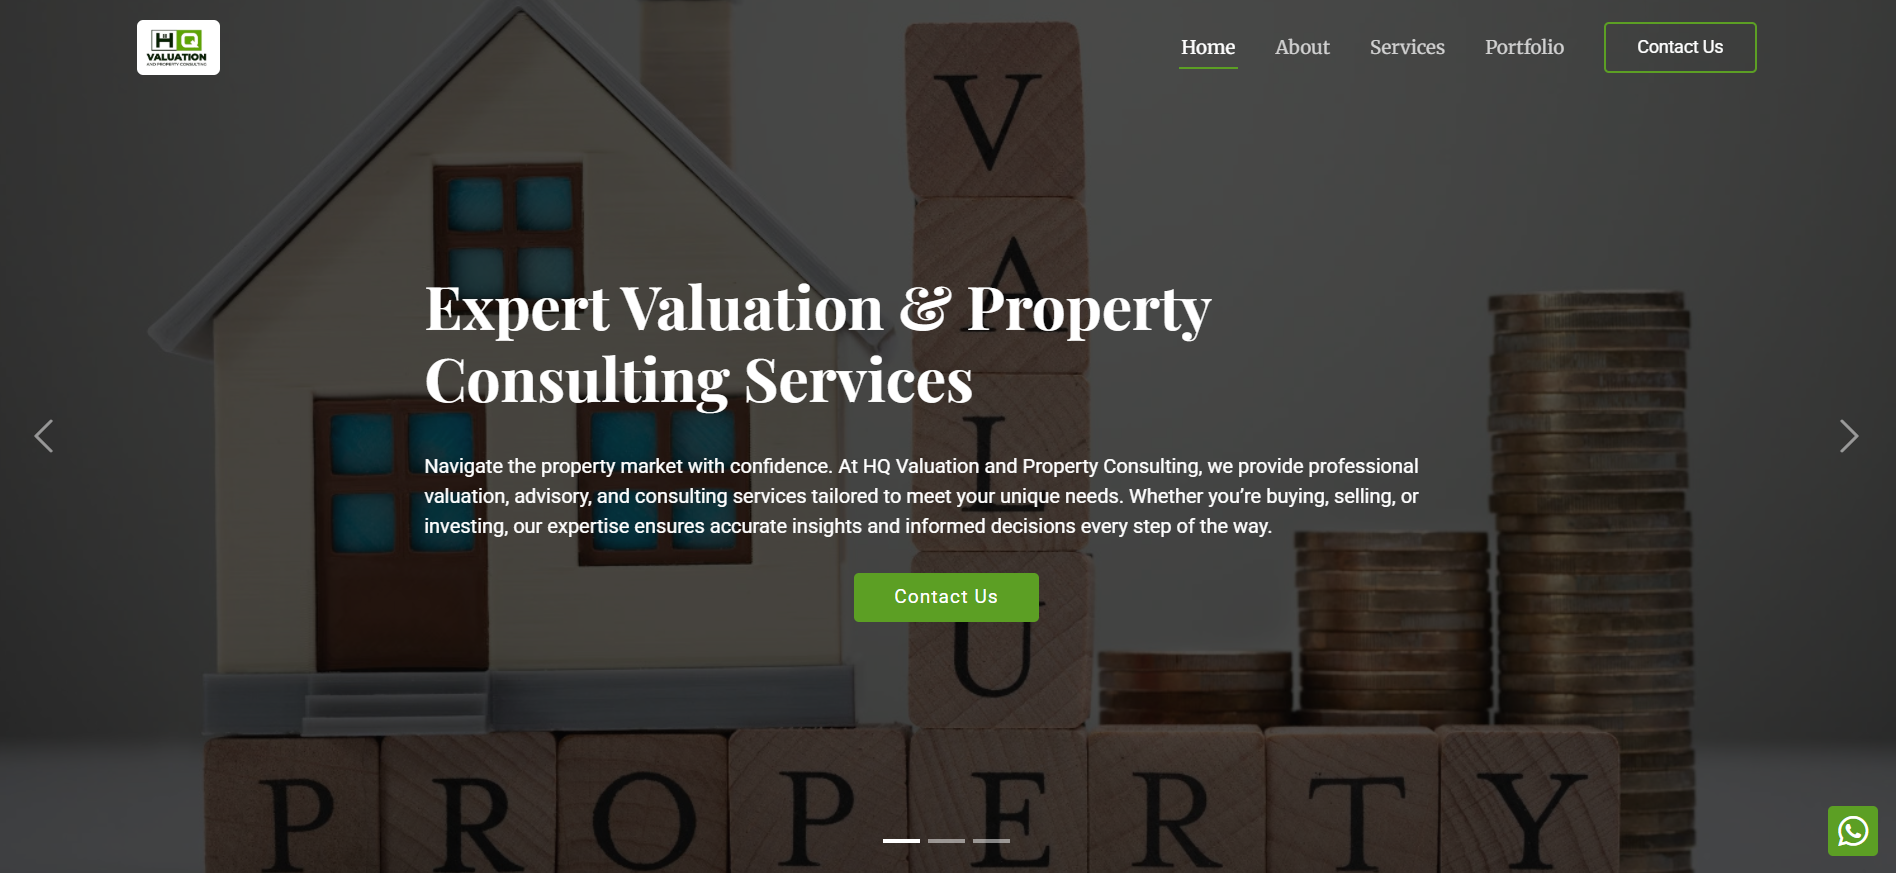 HQ
VALUATION
AND PROPERTY CONSULTING
Home
About
Services
Portfolio
Contact Us
Expert Valuation & Property
Consulting Services
Navigate the property market with confidence. At HQ Valuation and Property Consulting, we provide professional
valuation, advisory, and consulting services tailored to meet your unique needs. Whether you’re buying, selling, or
investing, our expertise ensures accurate insights and informed decisions every step of the way.
Contact Us
V
A
L
U
PROPERTY